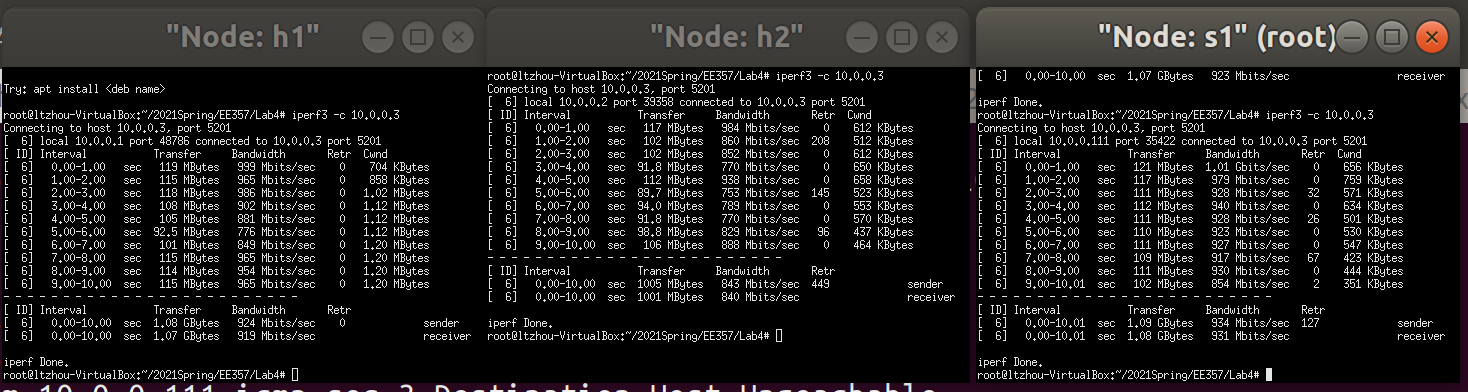 "Node: h1"
Try: apt install <deb name>
root@ltzhou-VirtualBox:~/2021Spring/EE357/Lab4# iperf3 -c 10.0.0.3
Connecting to host 10.0.0.3, port 5201
[  6] local 10.0.0.1 port 48786 connected to 10.0.0.3 port 5201
[ ID] Interval           Transfer     Bandwidth       Retr  Cwnd
[  6]   0.00-1.00   sec   119 MBytes   999 Mbits/sec    0    704 KBytes
[  6]   1.00-2.00   sec   115 MBytes   965 Mbits/sec    0    858 KBytes
[  6]   2.00-3.00   sec   118 MBytes   986 Mbits/sec    0   1.02 MBytes
[  6]   3.00-4.00   sec   108 MBytes   902 Mbits/sec    0   1.12 MBytes
[  6]   4.00-5.00   sec   105 MBytes   881 Mbits/sec    0   1.12 MBytes
[  6]   5.00-6.00   sec  92.5 MBytes   776 Mbits/sec    0   1.12 MBytes
[  6]   6.00-7.00   sec   101 MBytes   849 Mbits/sec    0   1.20 MBytes
[  6]   7.00-8.00   sec   115 MBytes   965 Mbits/sec    0   1.20 MBytes
[  6]   8.00-9.00   sec   114 MBytes   954 Mbits/sec    0   1.20 MBytes
[  6]   9.00-10.00  sec   115 MBytes   965 Mbits/sec    0   1.20 MBytes
- - - - - - - - - - - - - - - - - - - - - - - - -
[ ID] Interval           Transfer     Bandwidth       Retr
[  6]   0.00-10.00  sec  1.08 GBytes   924 Mbits/sec    0             sender
[  6]   0.00-10.00  sec  1.07 GBytes   919 Mbits/sec                  receiver
iperf Done.
root@ltzhou-VirtualBox:~/2021Spring/EE357/Lab4#
"Node: h2"
root@ltzhou-VirtualBox:~/2021Spring/EE357/Lab4# iperf3 -c 10.0.0.3
Connecting to host 10.0.0.3, port 5201
[  6] local 10.0.0.2 port 39358 connected to 10.0.0.3 port 5201
[ ID] Interval           Transfer     Bandwidth       Retr  Cwnd
[  6]   0.00-1.00   sec   117 MBytes   984 Mbits/sec    0    612 KBytes
[  6]   1.00-2.00   sec   102 MBytes   860 Mbits/sec  208    512 KBytes
[  6]   2.00-3.00   sec   102 MBytes   852 Mbits/sec    0    612 KBytes
[  6]   3.00-4.00   sec  91.8 MBytes   770 Mbits/sec    0    650 KBytes
[  6]   4.00-5.00   sec   112 MBytes   938 Mbits/sec    0    658 KBytes
[  6]   5.00-6.00   sec  89.7 MBytes   753 Mbits/sec  145    523 KBytes
[  6]   6.00-7.00   sec  94.0 MBytes   789 Mbits/sec    0    553 KBytes
[  6]   7.00-8.00   sec  91.8 MBytes   770 Mbits/sec    0    570 KBytes
[  6]   8.00-9.00   sec  98.8 MBytes   829 Mbits/sec   96    437 KBytes
[  6]   9.00-10.00  sec   106 MBytes   888 Mbits/sec    0    464 KBytes
- - - - - - - - - - - - - - - - - - - - - - - - -
[ ID] Interval           Transfer     Bandwidth       Retr
[  6]   0.00-10.00  sec  1005 MBytes   843 Mbits/sec  449             sender
[  6]   0.00-10.00  sec  1001 MBytes   840 Mbits/sec                  receiver
iperf Done.
root@ltzhou-VirtualBox:~/2021Spring/EE357/Lab4#
"Node: s1" (root)
[  6]   0.00-10.00  sec  1.07 GBytes   923 Mbits/sec                  receiver
iperf Done.
root@ltzhou-VirtualBox:~/2021Spring/EE357/Lab4# iperf3 -c 10.0.0.3
Connecting to host 10.0.0.3, port 5201
[  6] local 10.0.0.111 port 35422 connected to 10.0.0.3 port 5201
[ ID] Interval           Transfer     Bandwidth       Retr  Cwnd
[  6]   0.00-1.00   sec   121 MBytes  1.01 Gbits/sec    0    656 KBytes
[  6]   1.00-2.00   sec   117 MBytes   979 Mbits/sec    0    759 KBytes
[  6]   2.00-3.00   sec   111 MBytes   928 Mbits/sec   32    571 KBytes
[  6]   3.00-4.00   sec   112 MBytes   940 Mbits/sec    0    634 KBytes
[  6]   4.00-5.00   sec   111 MBytes   928 Mbits/sec   26    501 KBytes
[  6]   5.00-6.00   sec   110 MBytes   923 Mbits/sec    0    530 KBytes
[  6]   6.00-7.00   sec   111 MBytes   927 Mbits/sec    0    547 KBytes
[  6]   7.00-8.00   sec   109 MBytes   917 Mbits/sec   67    423 KBytes
[  6]   8.00-9.00   sec   111 MBytes   930 Mbits/sec    0    444 KBytes
[  6]   9.00-10.01  sec   102 MBytes   854 Mbits/sec    2    351 KBytes
- - - - - - - - - - - - - - - - - - - - - - - - -
[ ID] Interval           Transfer     Bandwidth       Retr
[  6]   0.00-10.01  sec  1.09 GBytes   934 Mbits/sec  127             sender
[  6]   0.00-10.01  sec  1.08 GBytes   931 Mbits/sec                  receiver
iperf Done.
root@ltzhou-VirtualBox:~/2021Spring/EE357/Lab4#